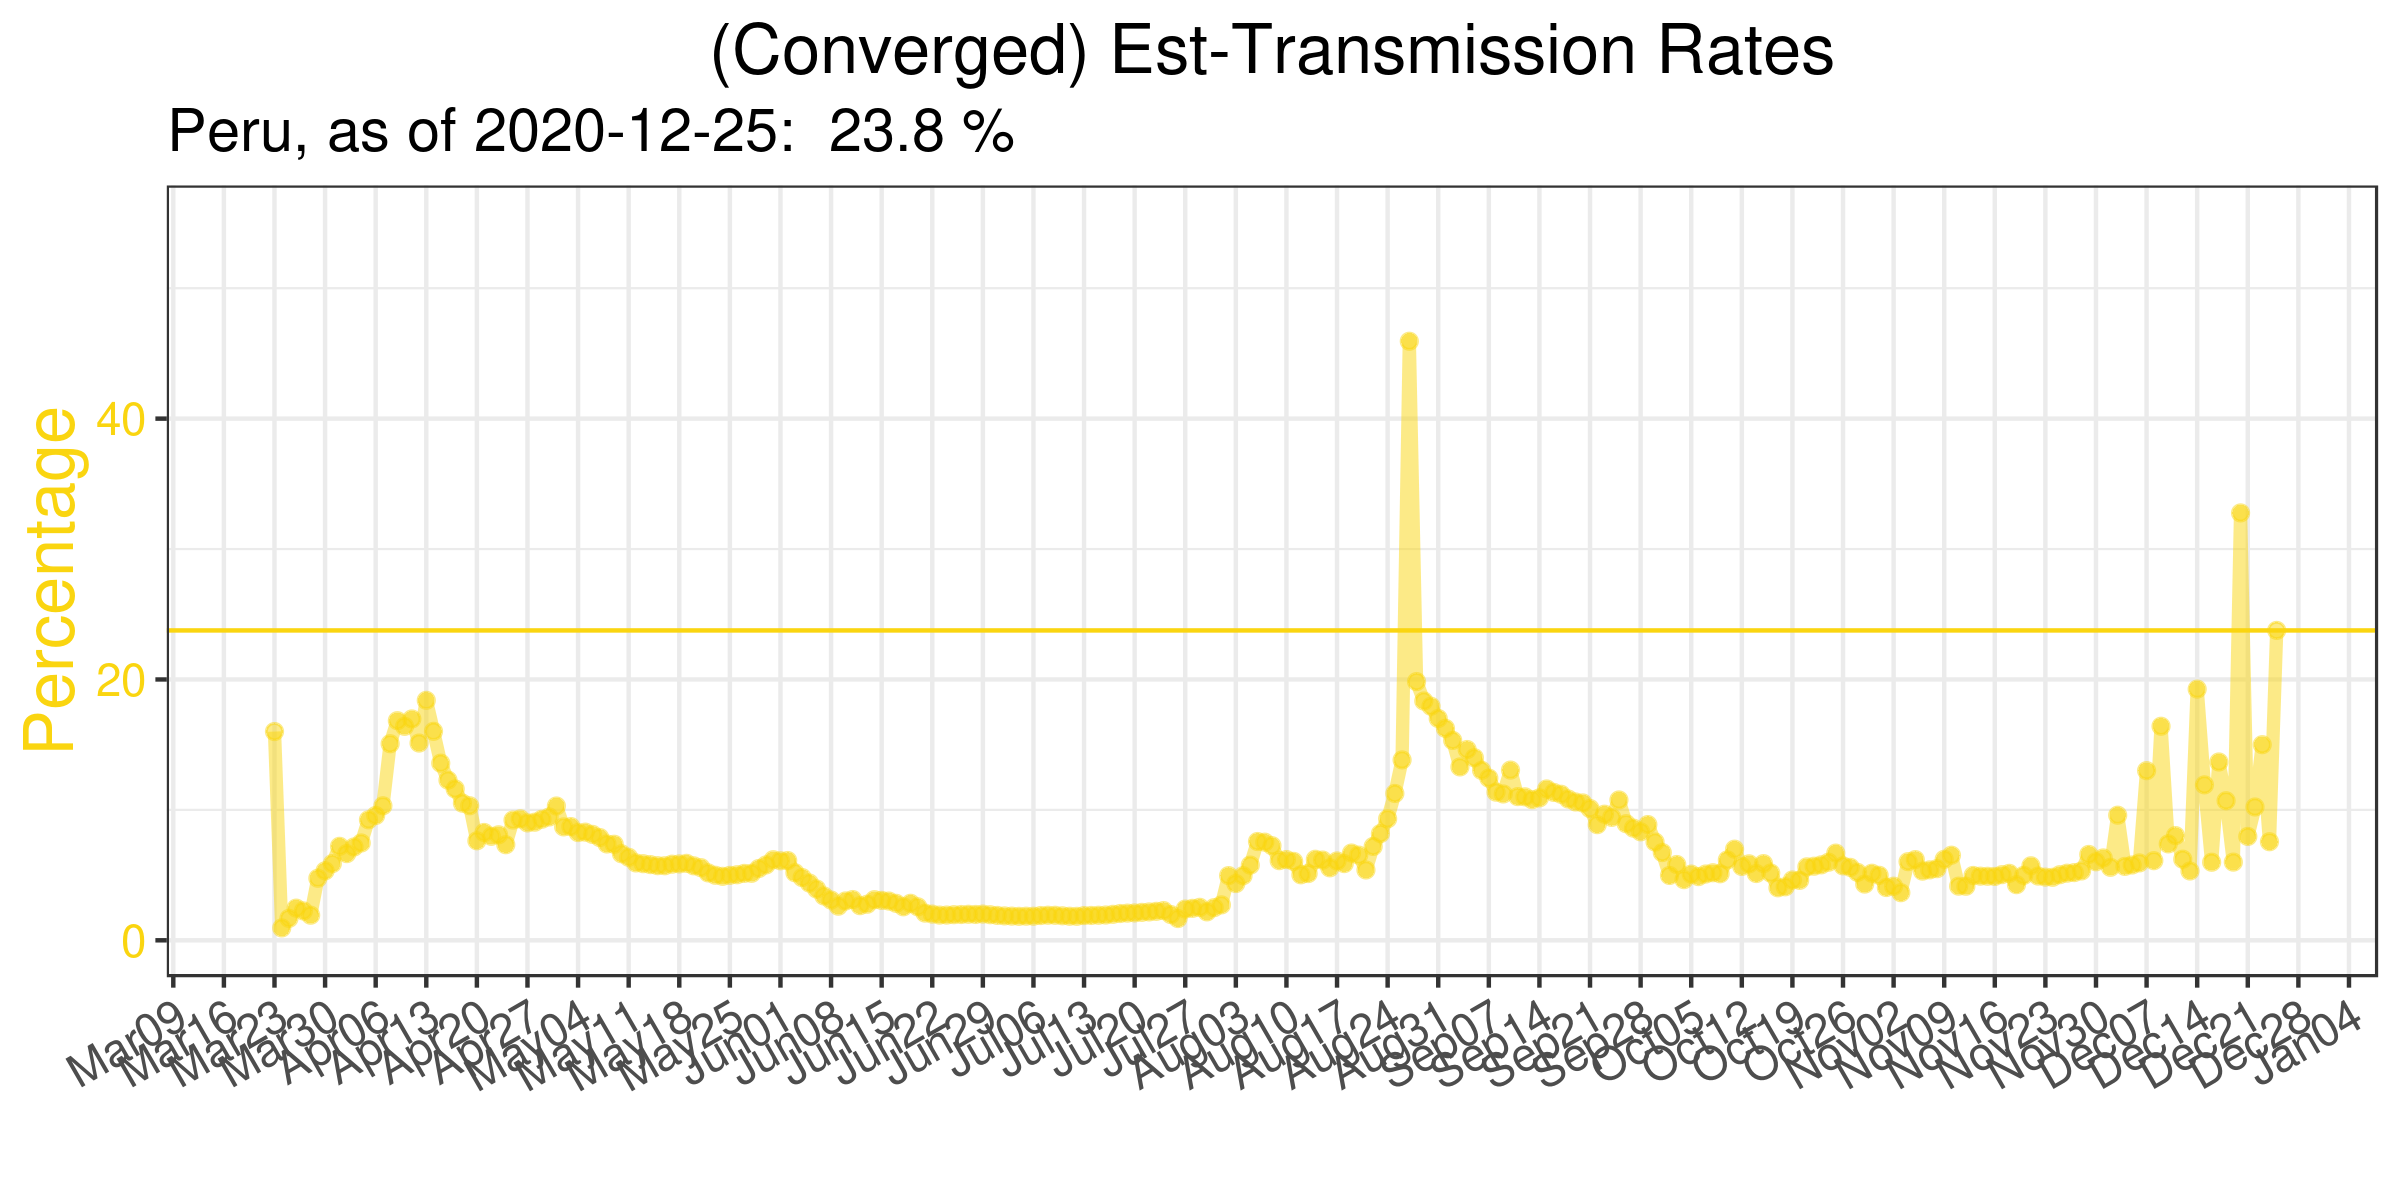 (Converged) Est-Transmission Rates
Peru, as of 2020-12-25: 23.8 %
Percentage
40
20
0
Mar09
Mar16
Mar23
Mar30
Apr06
Apr13
Apr20
Apr27
May04
May11
May18
May25
Jun01
Jun08
Jun15
Jun22
Jun29
Jul06
Jul13
Jul20
Jul27
Aug03
Aug10
Aug17
Aug24
Aug31
Sep07
Sep14
Sep21
Sep28
Oct05
Oct12
Oct19
Oct26
Nov02
Nov09
Nov16
Nov23
Nov30
Dec07
Dec14
Dec21
Dec28
Jan04